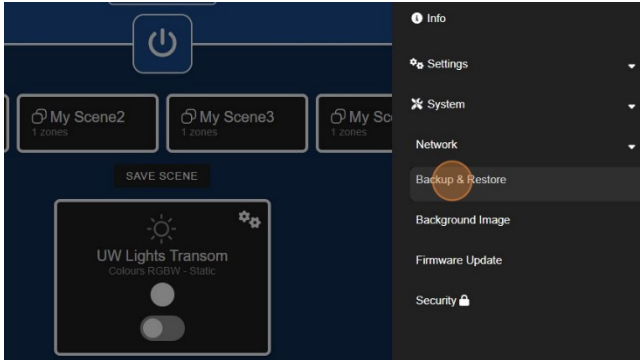 Info
Settings
System
Network
Backup & Restore
Background Image
Firmware Update
Security
My Scene2
1 zones
My Scene3
1 zones
My Sc
1 zones
SAVE SCENE
UW Lights Transom
Colours RGBW - Static